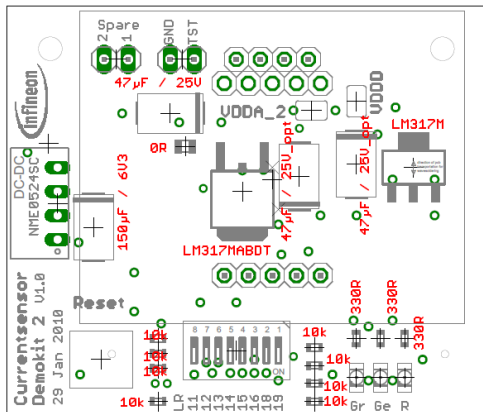 Spare
2 1
GND
TST
47µF / 25V
infineon
VDDA_2
VDDD
LM317M
0R
DC-DC
NME0524SC
150µF / 6V3
47µF / 25V_opt
47µF / 25V_opt
LM317MABDT
Reset
Currentsensor
Demokit 2 V1.0
29 Jan 2010
330R
330R
330R
10k
10k
10k
10k
8 7 6 5 4 3 2 1
ON
10k
10k
10k
10k
LR
11
12
13
14
15
16
17
18
19
Gr Ge R